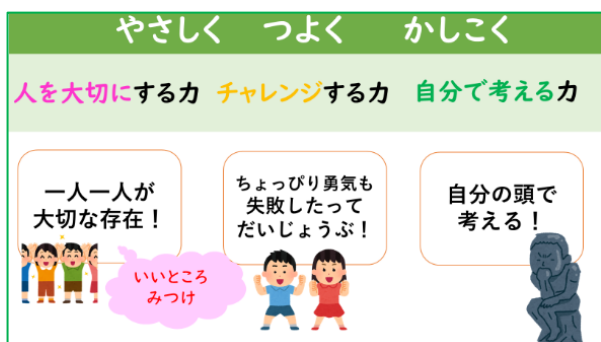 やさしく つよく かしこく
人を大切にする力 チャレンジする力 自分で考える力
一人一人が
大切な存在！
いいところ
みつけ
ちょっぴり勇気も
失敗したって
だいじょうぶ！
自分の頭で
考える！